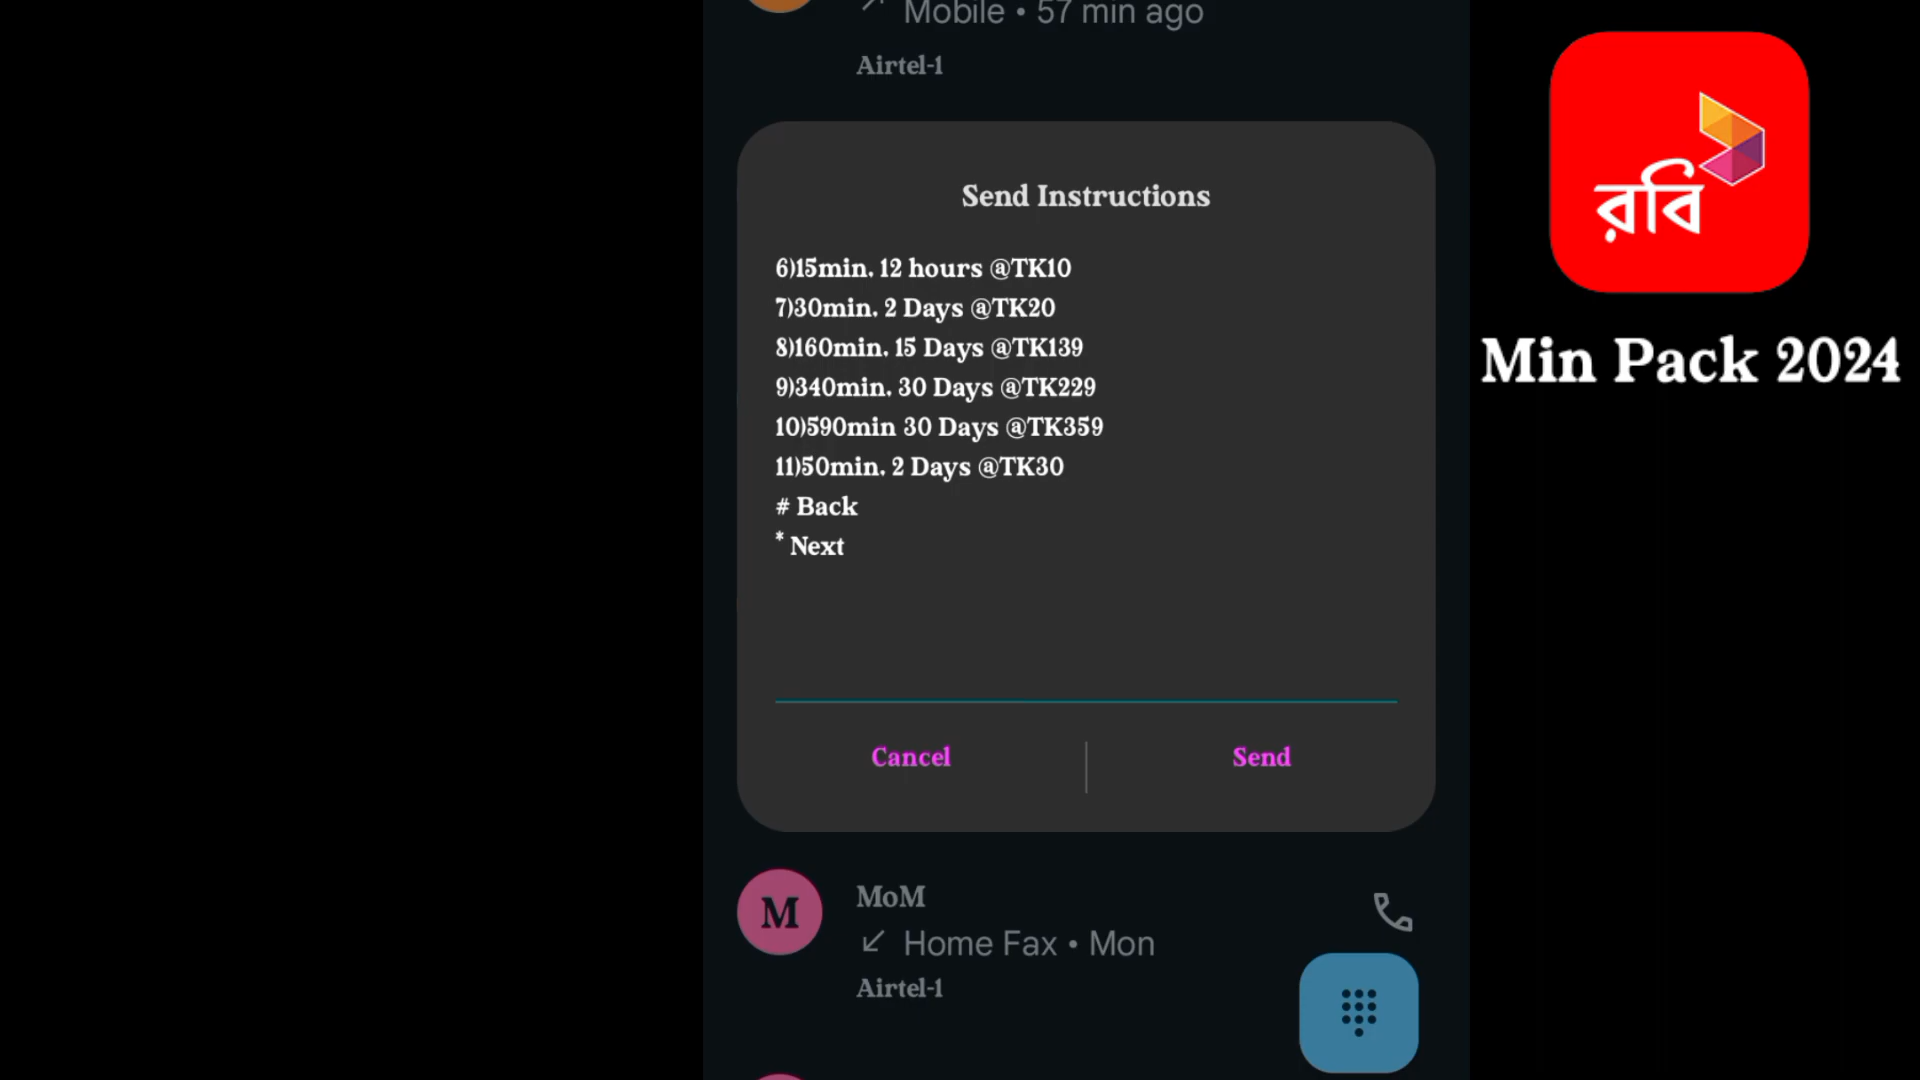 Mobile • 57 min ago
Airtel-1
Send Instructions
6)15min. 12 hours @TK10
7)30min. 2 Days @TK20
8)160min. 15 Days @TK139
9)340min. 30 Days @TK229
10)590min 30 Days @TK359
11)50min. 2 Days @TK30
# Back
* Next
Cancel
Send
M
MoM
Home Fax • Mon
Airtel-1
রবি
Min Pack 2024